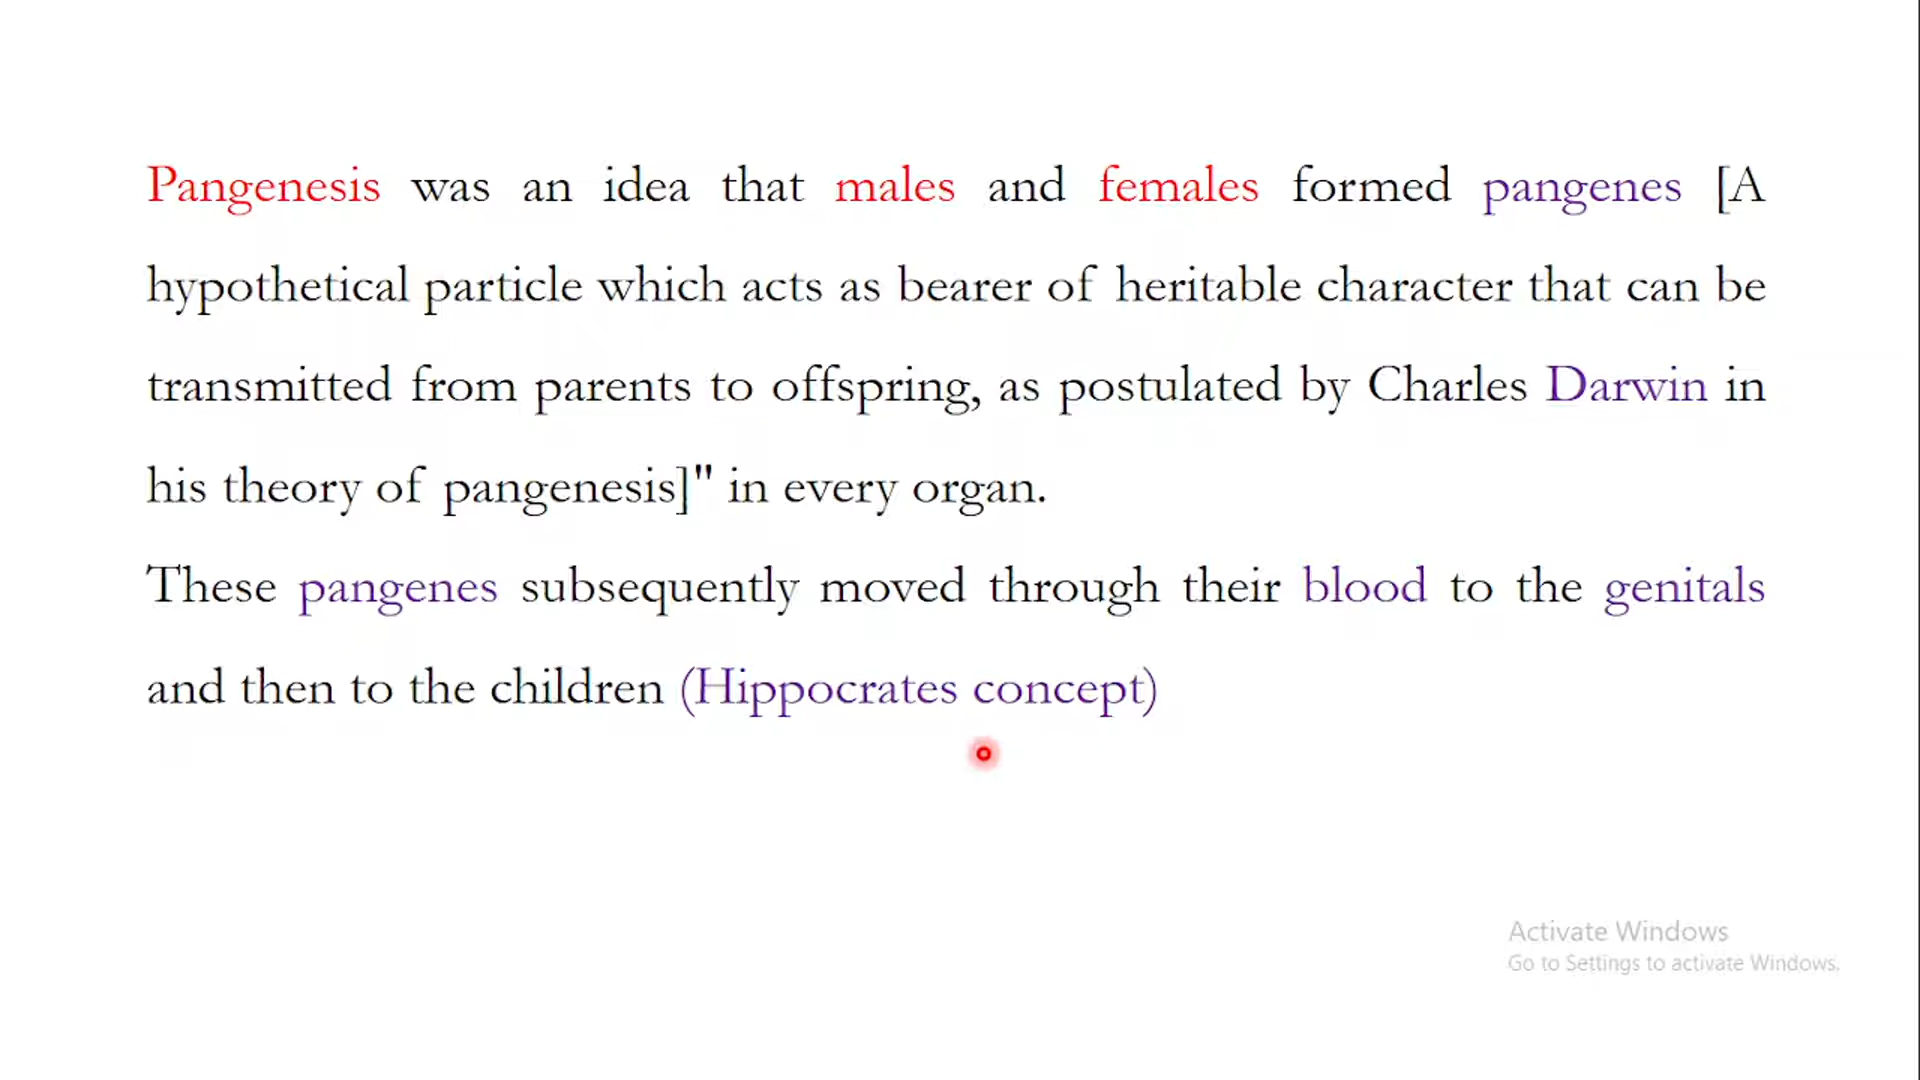 Pangenesis was an idea that males and females formed pangenes [A
hypothetical particle which acts as bearer of heritable character that can be
transmitted from parents to offspring, as postulated by Charles Darwin in
his theory of pangenesis]" in every organ.
These pangenes subsequently moved through their blood to the genitals
and then to the children (Hippocrates concept)
Activate Windows
Go to Settings to activate Windows.